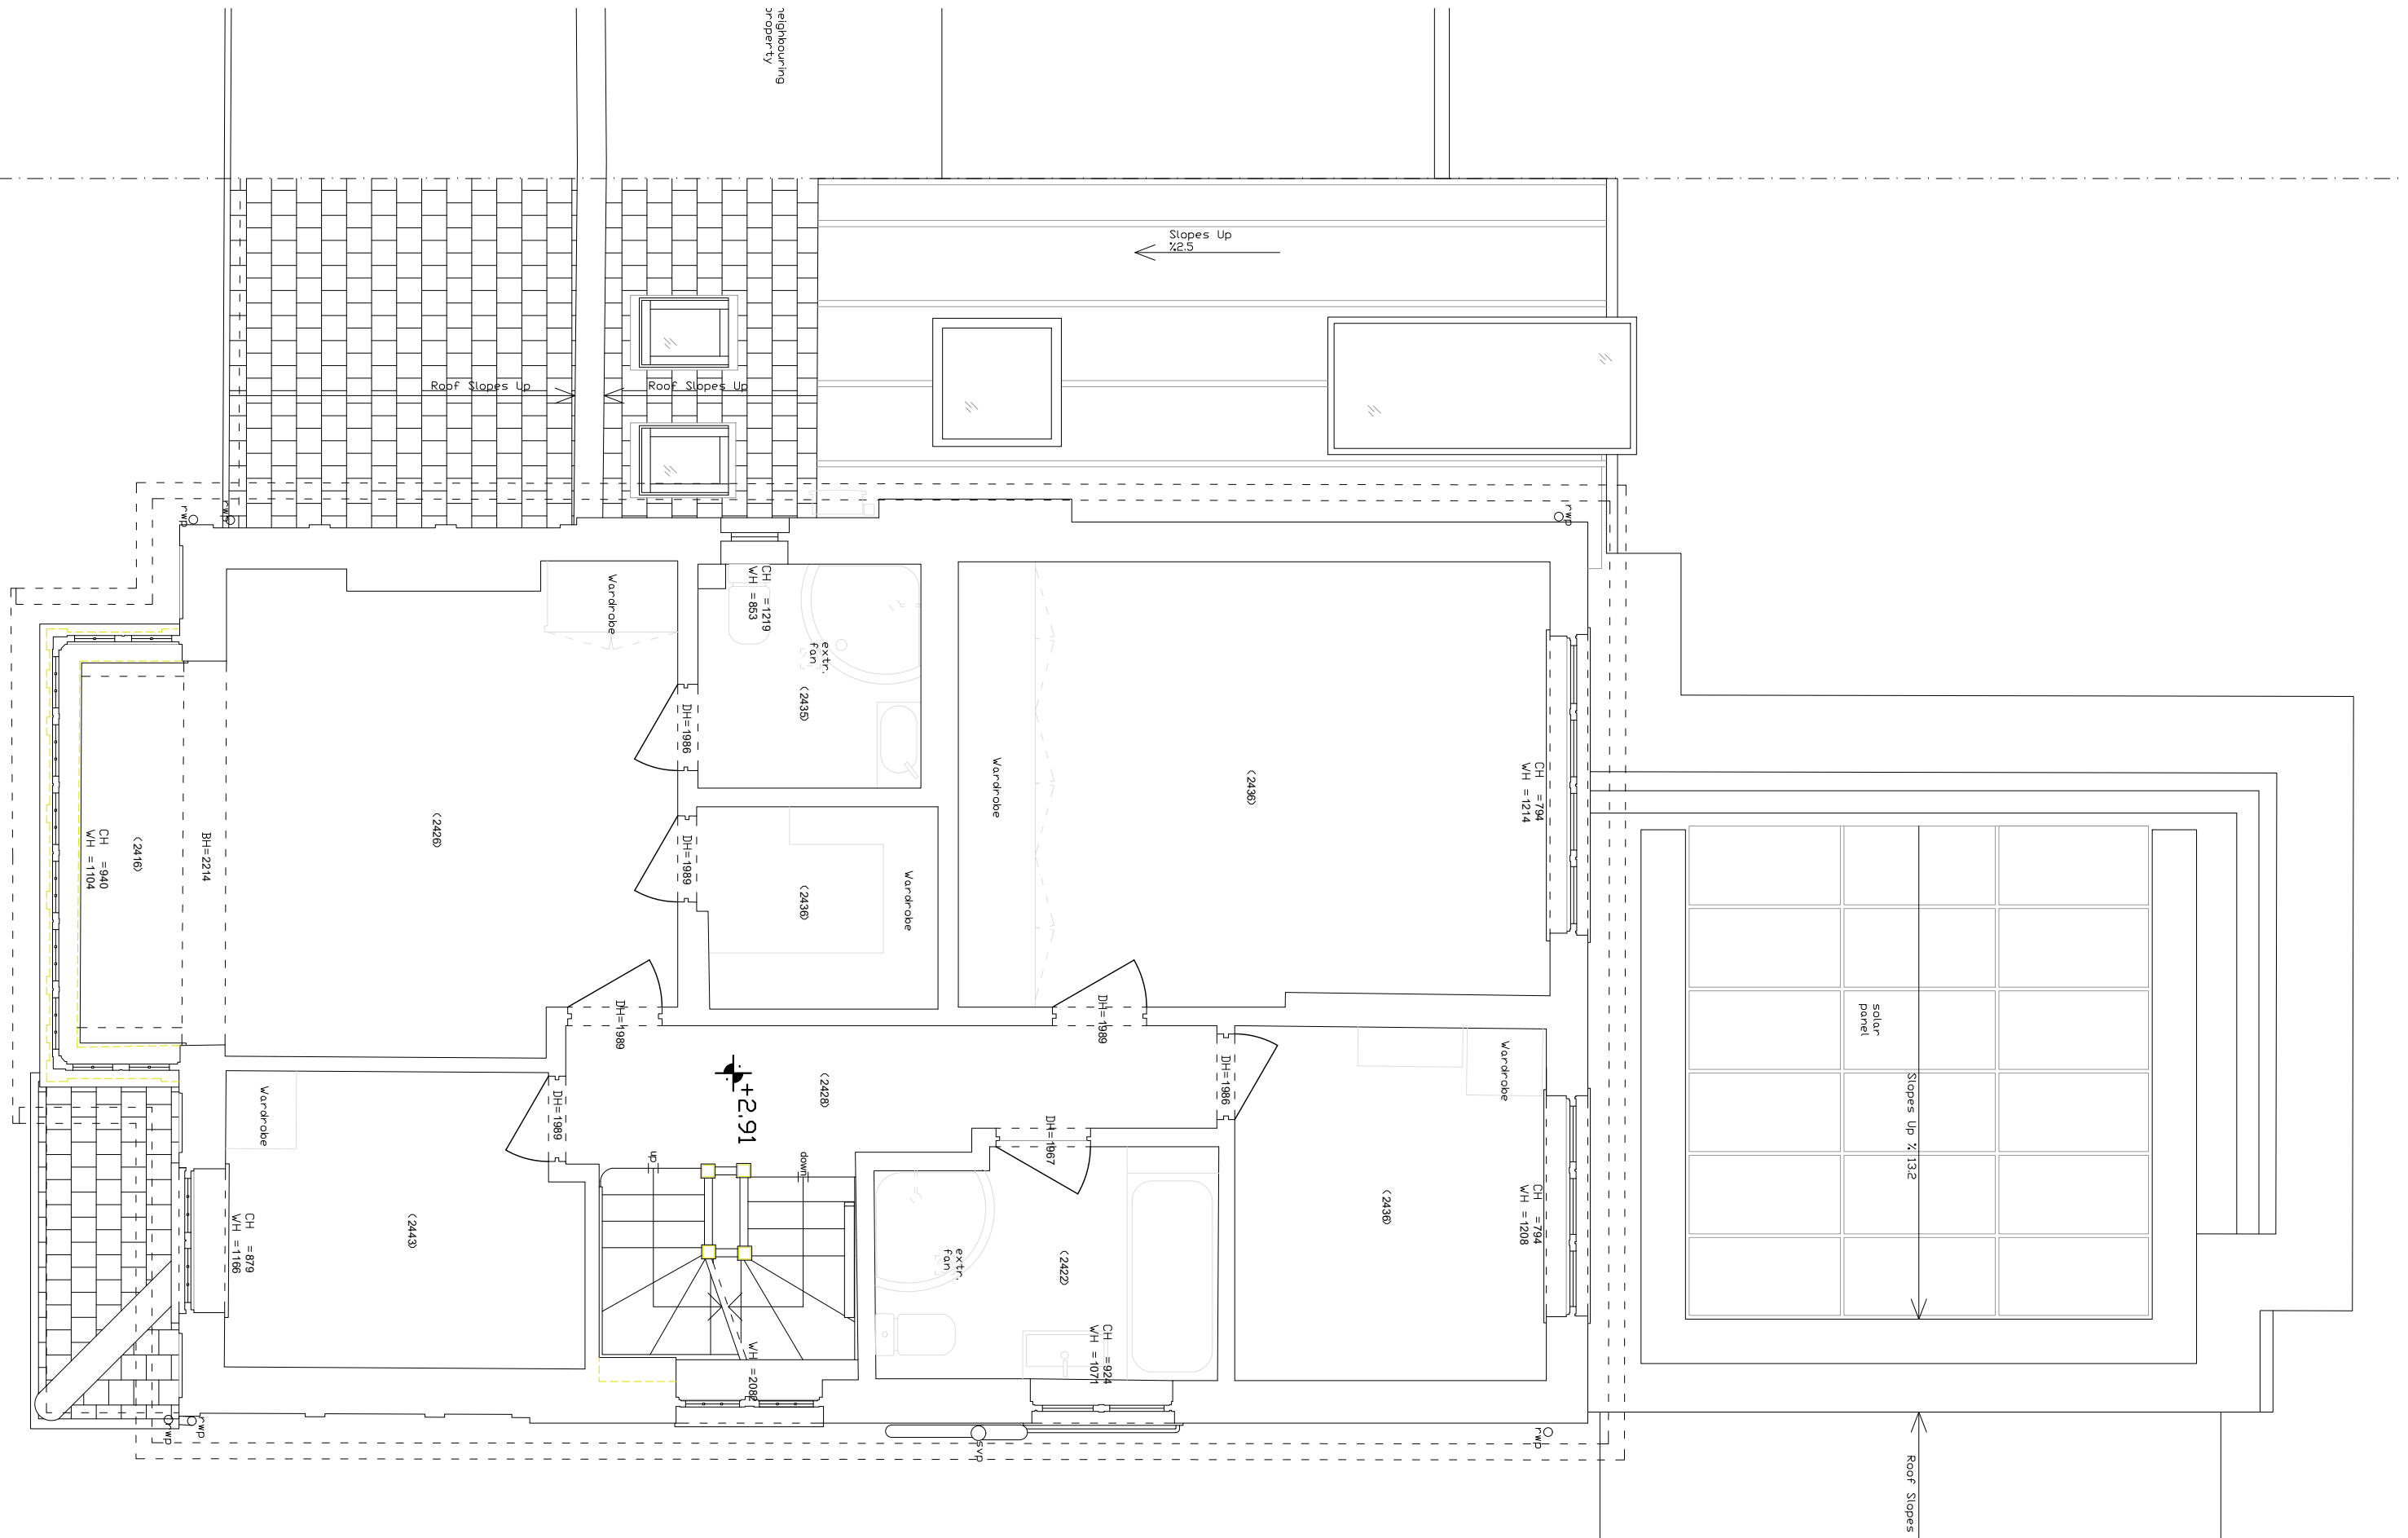 neighbouring
property
Slopes Up
%2.5
Roof Slopes Up
Roof Slopes Up
rwp
rwp
rwp
Wardrobe
CH =1219
WH =853
extr.
fan
(2435)
DH=1986
Wardrobe
(2436)
CH =794
WH =1214
(2426)
BH=2214
(2416)
CH =940
WH =1104
DH=1989
Wardrobe
(2436)
DH=1989
DH=1989
solar
panel
Slopes Up % 13.2
Wardrobe
DH=1989
+2.91
(2428)
DH=1986
Wardrobe
DH=1967
up
down
(2443)
CH =879
WH =1166
extr.
fan
(2422)
(2436)
CH =794
WH =1208
CH =924
WH =1071
WH =2082
rwp
rwp
svp
rwp
Roof Slopes